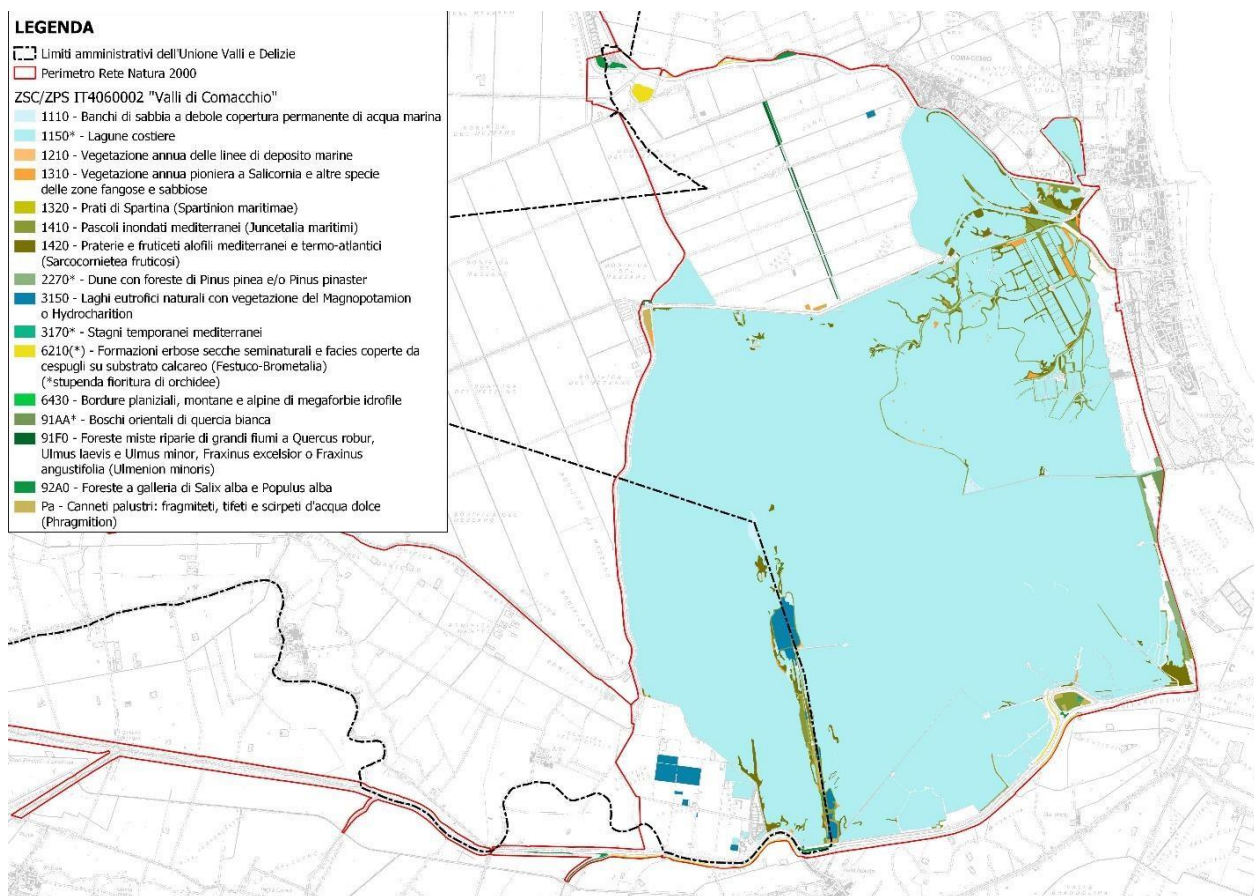 LEGENDA
Limiti amministrativi dell'Unione Valli e Delizie
Perimetro Rete Natura 2000
ZSC/ZPS IT4060002 "Valli di Comacchio"
1110 - Banchi di sabbia a debole copertura permanente di acqua marina
1150* - Lagune costiere
1210 - Vegetazione annua delle linee di deposito marine
1310 - Vegetazione annua pioniera a Salicornia e altre specie
delle zone fangose e sabbiose
1320 - Prati di Spartina (Spartinion maritimae)
1410 - Pascoli inondati mediterranei (Juncetalia maritimi)
1420 - Praterie e fruticeti alofili mediterranei e termo-atlantici
(Sarcocornietea fruticosi)
2270* - Dune con foreste di Pinus pinea e/o Pinus pinaster
3150 - Laghi eutrofici naturali con vegetazione del Magnopotamion
o Hydrocharition
3170* - Stagni temporanei mediterranei
6210(*) - Formazioni erbose secche seminaturali e facies coperte da
cespugli su substrato calcareo (Festuco-Brometalia)
(*stupenda fioritura di orchidee)
6430 - Bordure planiziali, montane e alpine di megaforbie idrofile
91AA* - Boschi orientali di quercia bianca
91F0 - Foreste miste riparie di grandi fiumi a Quercus robur,
Ulmus laevis e Ulmus minor, Fraxinus excelsior o Fraxinus
angustifolia (Ulmenion minoris)
92A0 - Foreste a galleria di Salix alba e Populus alba
Pa - Canneti palustri: fragmiteti, tifeti e scirpeti d'acqua dolce
(Phragmition)
COMACCHIO